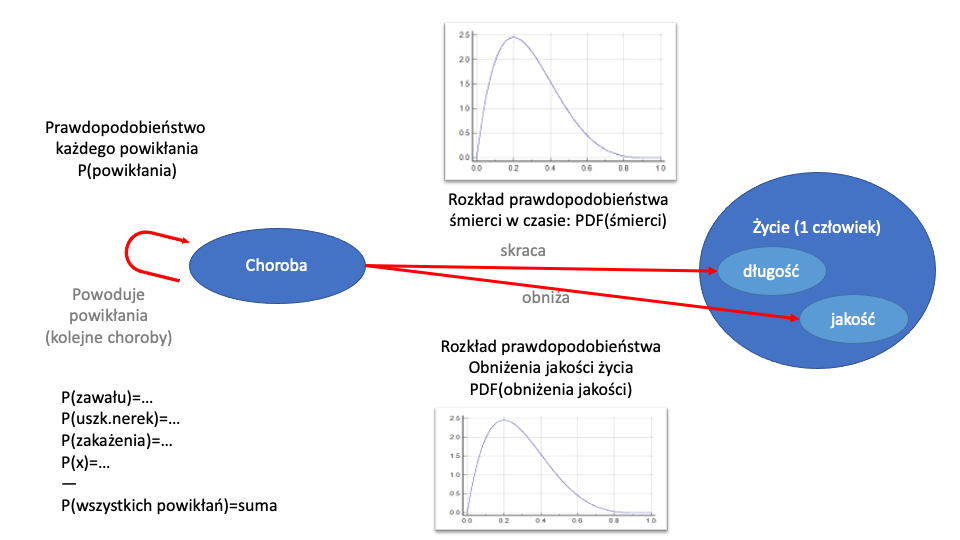 Prawdopodobieństwo
każdego powikłania
P(powikłania)
2.5
2.0
1.5
1.0
0.5
0.0
0.0 0.2 0.4 0.6 0.8 1.0
Rozkład prawdopodobieństwa
śmierci w czasie: PDF(śmierci)
Życie (1 człowiek)
skraca
Choroba
długość
obniża
jakość
Powoduje
powikłania
(kolejne choroby)
Rozkład prawdopodobieństwa
Obniżenia jakości życia
PDF(obniżenia jakości)
P(zawału)=...
P(uszk.nerek)=...
P(zakażenia)=...
P(x)=...
—
P(wszystkich powikłań)=suma
2.5
2.0
1.5
1.0
0.5
0.0
0.0 0.2 0.4 0.6 0.8 1.0